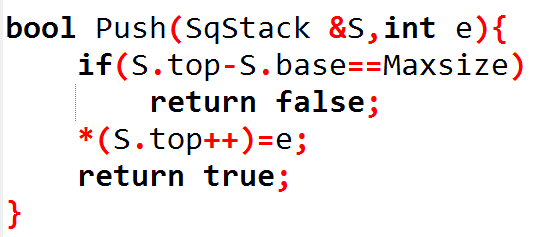 bool Push(SqStack &S,int e){
    if(S.top-S.base==Maxsize)
        return false;
    *(S.top++)=e;
    return true;
}